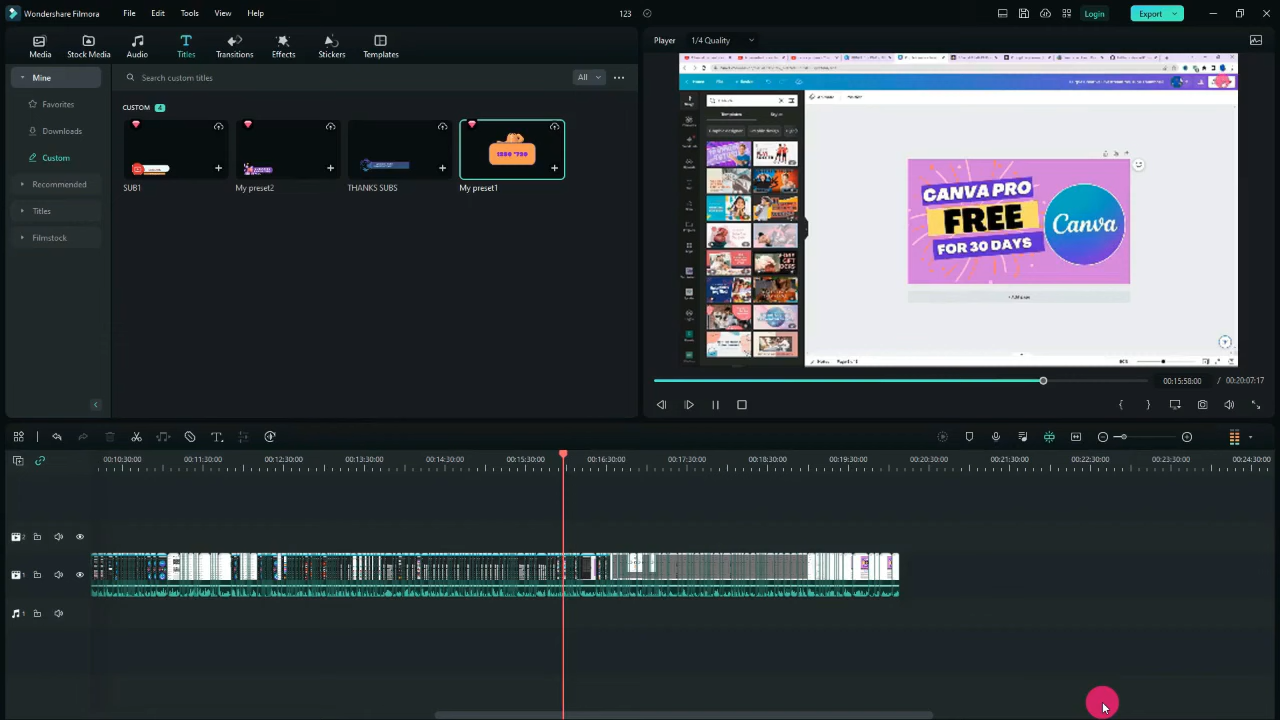 Wondershare Filmora
File
Edit
Tools
View
Help
123
Login
Export
Media
Stock Media
Audio
Titles
Transitions
Effects
Stickers
Templates
Player
1/4 Quality
Mine
Search custom titles
All
Favorites
Downloads
Custom
Recommended
Titles
Filmstock
4
SUB1
My preset2
THANKS SUBS
My preset1
Templates
Styles
CANVA PRO
FREE
FOR 30 DAYS
Canva
00:15:58:00 / 00:20:07:17
00:10:30:00
00:11:30:00
00:12:30:00
00:13:30:00
00:14:30:00
00:15:30:00
00:16:30:00
00:17:30:00
00:18:30:00
00:19:30:00
00:20:30:00
00:21:30:00
00:22:30:00
00:23:30:00
00:24:30:00